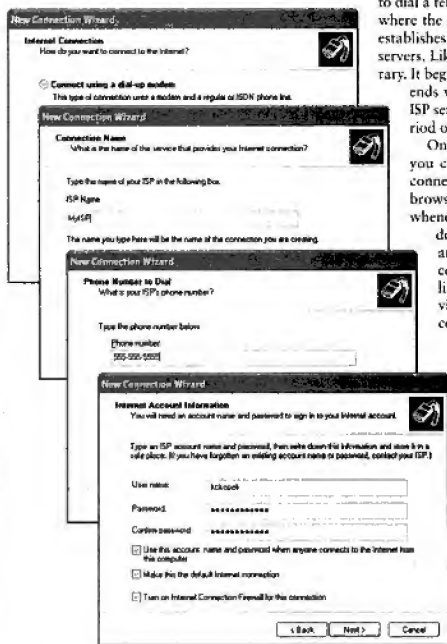 New Connection Wizard
Internet Connection
How do you want to connect to the Internet?
Connect using a dial-up modem
This type of connection uses a modem and a regular or ISDN phone line.
New Connection Wizard
Connection Name
What is the name of the service that provides your Internet connection?
Type the name of your ISP in the following box.
ISP Name
MyISP
The name you type here will be the name of the connection you are creating.
New Connection Wizard
Phone Number to Dial
What is your ISP's phone number?
Type the phone number below.
Phone number:
555-555-5555
New Connection Wizard
Internet Account Information
You will need an account name and password to sign in to your Internet account.
Type an ISP account name and password, then write down this information and store it in a
safe place. (If you have forgotten an existing account name or password, contact your ISP.)
User name:
Password:
Confirm password:
Use this account name and password when anyone connects to the Internet from
this computer
Make this the default Internet connection
Turn on Internet Connection Firewall for this connection
< Back
Next >
Cancel
to dial a
where the
establishes
servers. Lik
rary. It beg
ends
ISP se
riod o
On
you c
conne
brows
whene
d
a
c
li
v
c